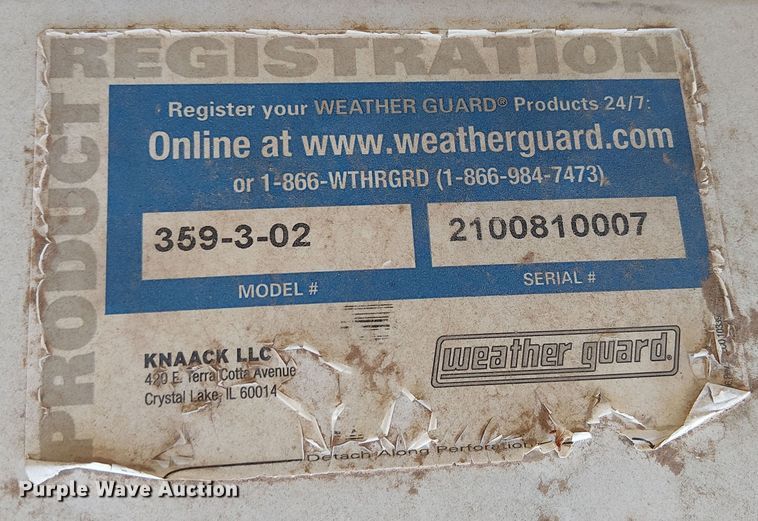 PRODUCT REGISTRATION
Register your WEATHER GUARD® Products 24/7:
Online at www.weatherguard.com
or 1-866-WTHRGRD (1-866-984-7473)
359-3-02
2100810007
MODEL #
SERIAL #
KNAACK LLC
420 E. Terra Cotta Avenue
Crystal Lake, IL 60014
weather guard®
Detach Along Perforation
Purple Wave Auction